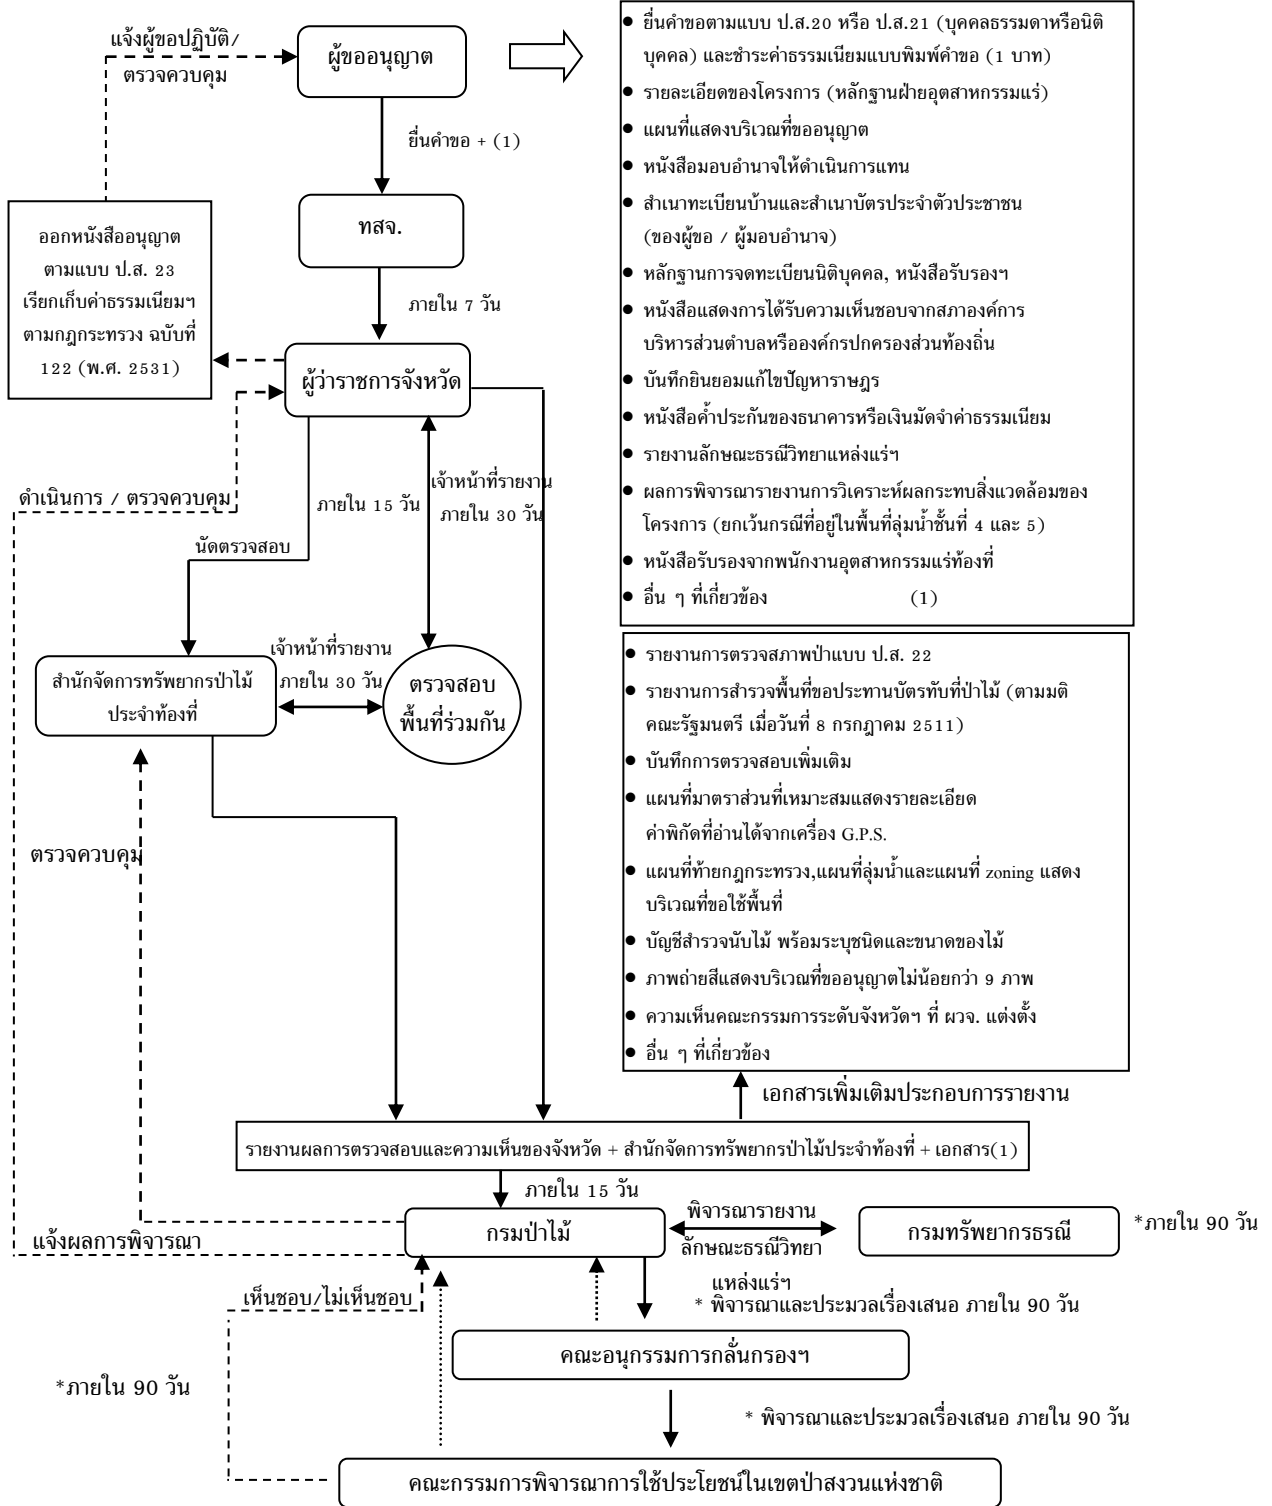 แจ้งผู้ขอปฏิบัติ/
ตรวจควบคุม
ผู้ขออนุญาต
ยื่นคำขอ + (1)
ทสจ.
ภายใน 7 วัน
ออกหนังสืออนุญาต
ตามแบบ ป.ส. 23
เรียกเก็บค่าธรรมเนียมฯ
ตามกฎกระทรวง ฉบับที่
122 (พ.ศ. 2531)
ผู้ว่าราชการจังหวัด
ดำเนินการ / ตรวจควบคุม
ภายใน 15 วัน
เจ้าหน้าที่รายงาน
ภายใน 30 วัน
นัดตรวจสอบ
สำนักจัดการทรัพยากรป่าไม้
ประจำท้องที่
เจ้าหน้าที่รายงาน
ภายใน 30 วัน
ตรวจสอบ
พื้นที่ร่วมกัน
ตรวจควบคุม
● ยื่นคำขอตามแบบ ป.ส.20 หรือ ป.ส.21 (บุคคลธรรมดาหรือนิติ
บุคคล) และชำระค่าธรรมเนียมแบบพิมพ์คำขอ (1 บาท)
● รายละเอียดของโครงการ (หลักฐานฝ่ายอุตสาหกรรมแร่)
● แผนที่แสดงบริเวณที่ขออนุญาต
● หนังสือมอบอำนาจให้ดำเนินการแทน
● สำเนาทะเบียนบ้านและสำเนาบัตรประจำตัวประชาชน
(ของผู้ขอ / ผู้มอบอำนาจ)
● หลักฐานการจดทะเบียนนิติบุคคล, หนังสือรับรองฯ
● หนังสือแสดงการได้รับความเห็นชอบจากสภาองค์การ
บริหารส่วนตำบลหรือองค์กรปกครองส่วนท้องถิ่น
● บันทึกยินยอมแก้ไขปัญหาราษฎร
● หนังสือค้ำประกันของธนาคารหรือเงินมัดจำค่าธรรมเนียม
● รายงานลักษณะธรณีวิทยาแหล่งแร่ฯ
● ผลการพิจารณารายงานการวิเคราะห์ผลกระทบสิ่งแวดล้อมของ
โครงการ (ยกเว้นกรณีที่อยู่ในพื้นที่ลุ่มน้ำชั้นที่ 4 และ 5)
● หนังสือรับรองจากพนักงานอุตสาหกรรมแร่ท้องที่
● อื่น ๆ ที่เกี่ยวข้อง (1)
● รายงานการตรวจสภาพป่าแบบ ป.ส. 22
● รายงานการสำรวจพื้นที่ขอประทานบัตรทับที่ป่าไม้ (ตามมติ
คณะรัฐมนตรี เมื่อวันที่ 8 กรกฎาคม 2511)
● บันทึกการตรวจสอบเพิ่มเติม
● แผนที่มาตราส่วนที่เหมาะสมแสดงรายละเอียด
ค่าพิกัดที่อ่านได้จากเครื่อง G.P.S.
● แผนที่ท้ายกฎกระทรวง,แผนที่ลุ่มน้ำและแผนที่ zoning แสดง
บริเวณที่ขอใช้พื้นที่
● บัญชีสำรวจนับไม้ พร้อมระบุชนิดและขนาดของไม้
● ภาพถ่ายสีแสดงบริเวณที่ขออนุญาตไม่น้อยกว่า 9 ภาพ
● ความเห็นคณะกรรมการระดับจังหวัดฯ ที่ ผวจ. แต่งตั้ง
● อื่น ๆ ที่เกี่ยวข้อง
เอกสารเพิ่มเติมประกอบการรายงาน
รายงานผลการตรวจสอบและความเห็นของจังหวัด + สำนักจัดการทรัพยากรป่าไม้ประจำท้องที่ + เอกสาร(1)
ภายใน 15 วัน
กรมป่าไม้
แจ้งผลการพิจารณา
พิจารณารายงาน
ลักษณะธรณีวิทยา
แหล่งแร่ฯ
กรมทรัพยากรธรณี
*ภายใน 90 วัน
เห็นชอบ/ไม่เห็นชอบ
* พิจารณาและประมวลเรื่องเสนอ ภายใน 90 วัน
คณะอนุกรรมการกลั่นกรองฯ
*ภายใน 90 วัน
* พิจารณาและประมวลเรื่องเสนอ ภายใน 90 วัน
คณะกรรมการพิจารณาการใช้ประโยชน์ในเขตป่าสงวนแห่งชาติ